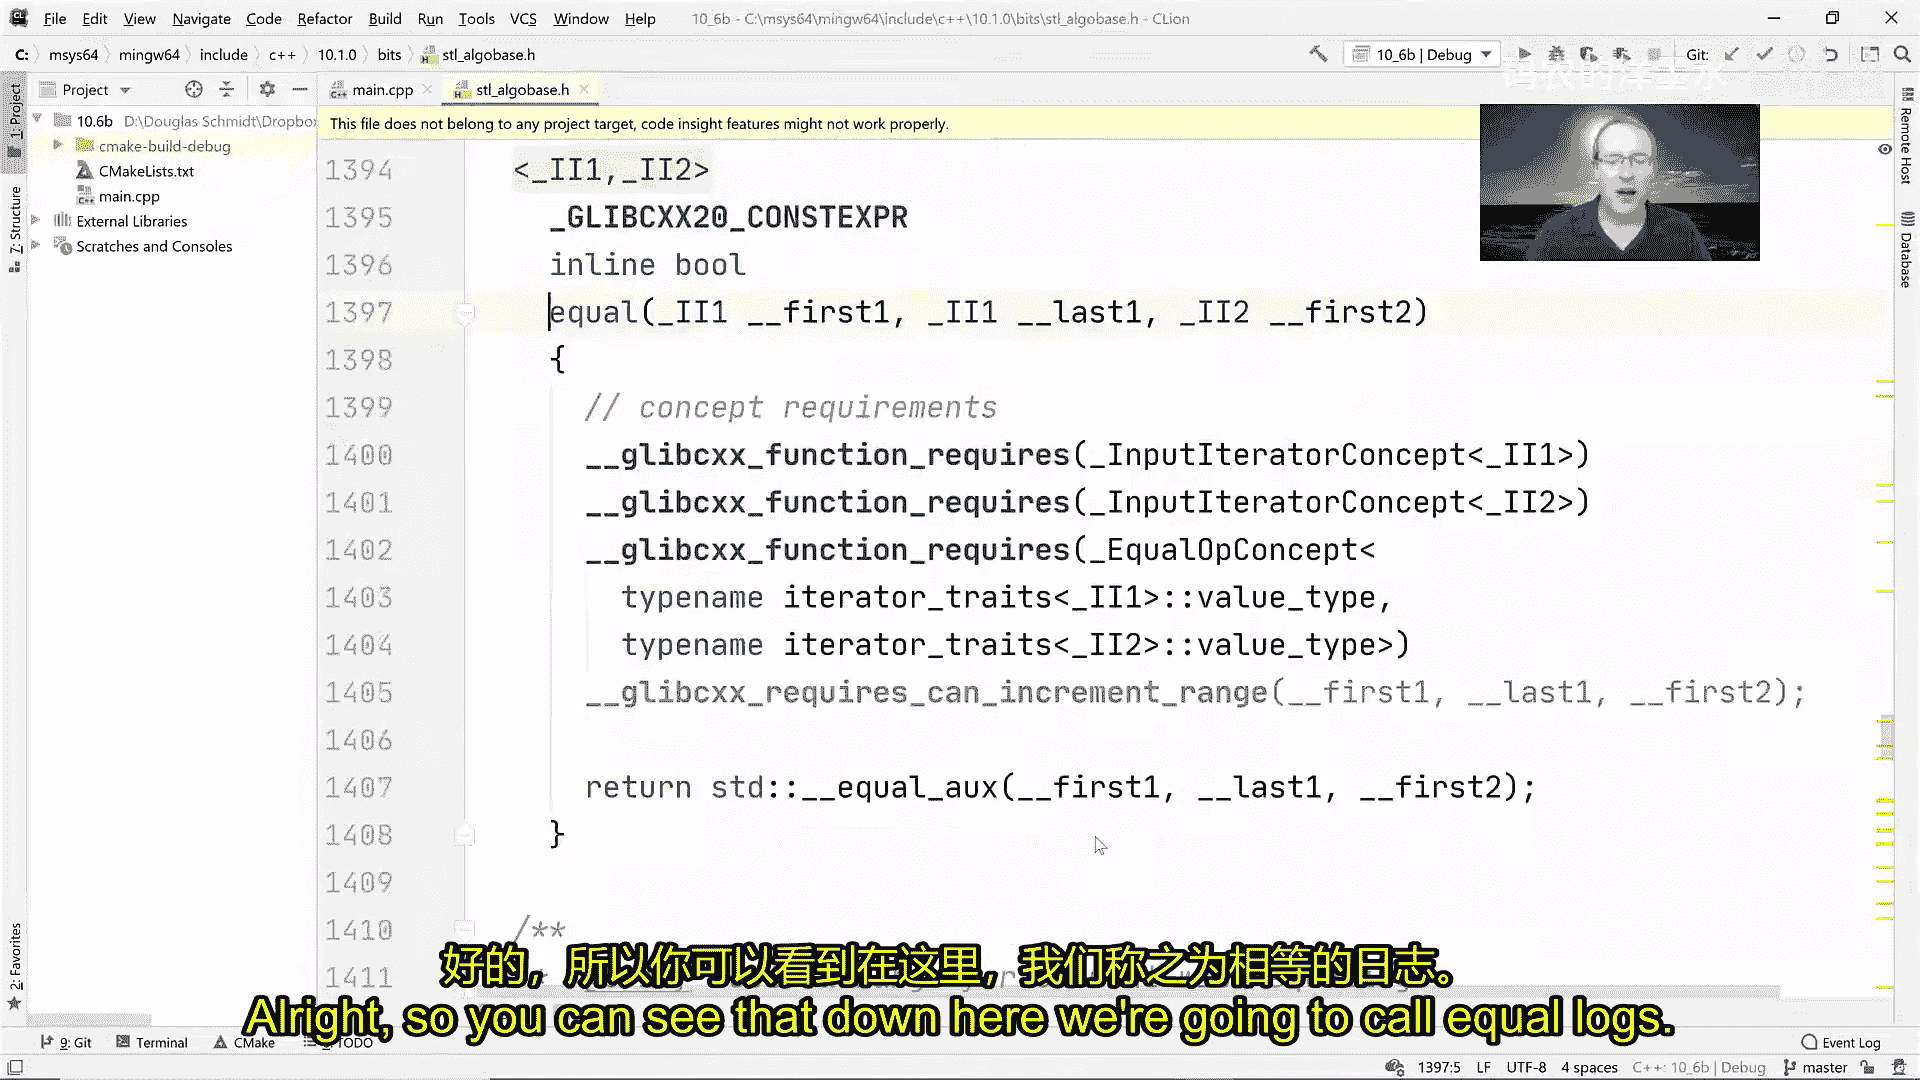 File Edit View Navigate Code Refactor Build Run Tools VCS Window Help 10_6b - C:\msys64\mingw64\include\c++\10.1.0\bits\stl_algobase.h - CLion
C: msys64 mingw64 include c++ 10.1.0 bits stl_algobase.h 10_6b | Debug Git:
Project main.cpp stl_algobase.h
This file does not belong to any project target, code insight features might not work properly.
10.6b D:\Douglas Schmidt\Dropbo
cmake-build-debug
CMakeLists.txt
main.cpp
External Libraries
Scratches and Consoles
1: Project
7: Structure
2: Favorites
Remote Host
Database
1394 <_II1,_II2>
1395 _GLIBCXX20_CONSTEXPR
1396 inline bool
1397 equal(_II1 __first1, _II1 __last1, _II2 __first2)
1398 {
1399 // concept requirements
1400 __glibcxx_function_requires(_InputIteratorConcept<_II1>)
1401 __glibcxx_function_requires(_InputIteratorConcept<_II2>)
1402 __glibcxx_function_requires(_EqualOpConcept<
1403 typename iterator_traits<_II1>::value_type,
1404 typename iterator_traits<_II2>::value_type>)
1405 __glibcxx_requires_can_increment_range(__first1, __last1, __first2);
1406
1407 return std::__equal_aux(__first1, __last1, __first2);
1408 }
1409
1410 /**
1411
好的，所以你可以看到在这里，我们称之为相等的日志。
Alright, so you can see that down here we're going to call equal logs.
9: Git Terminal CMake TODO Event Log
1397:5 LF UTF-8 4 spaces C++: 10_6b | Debug master